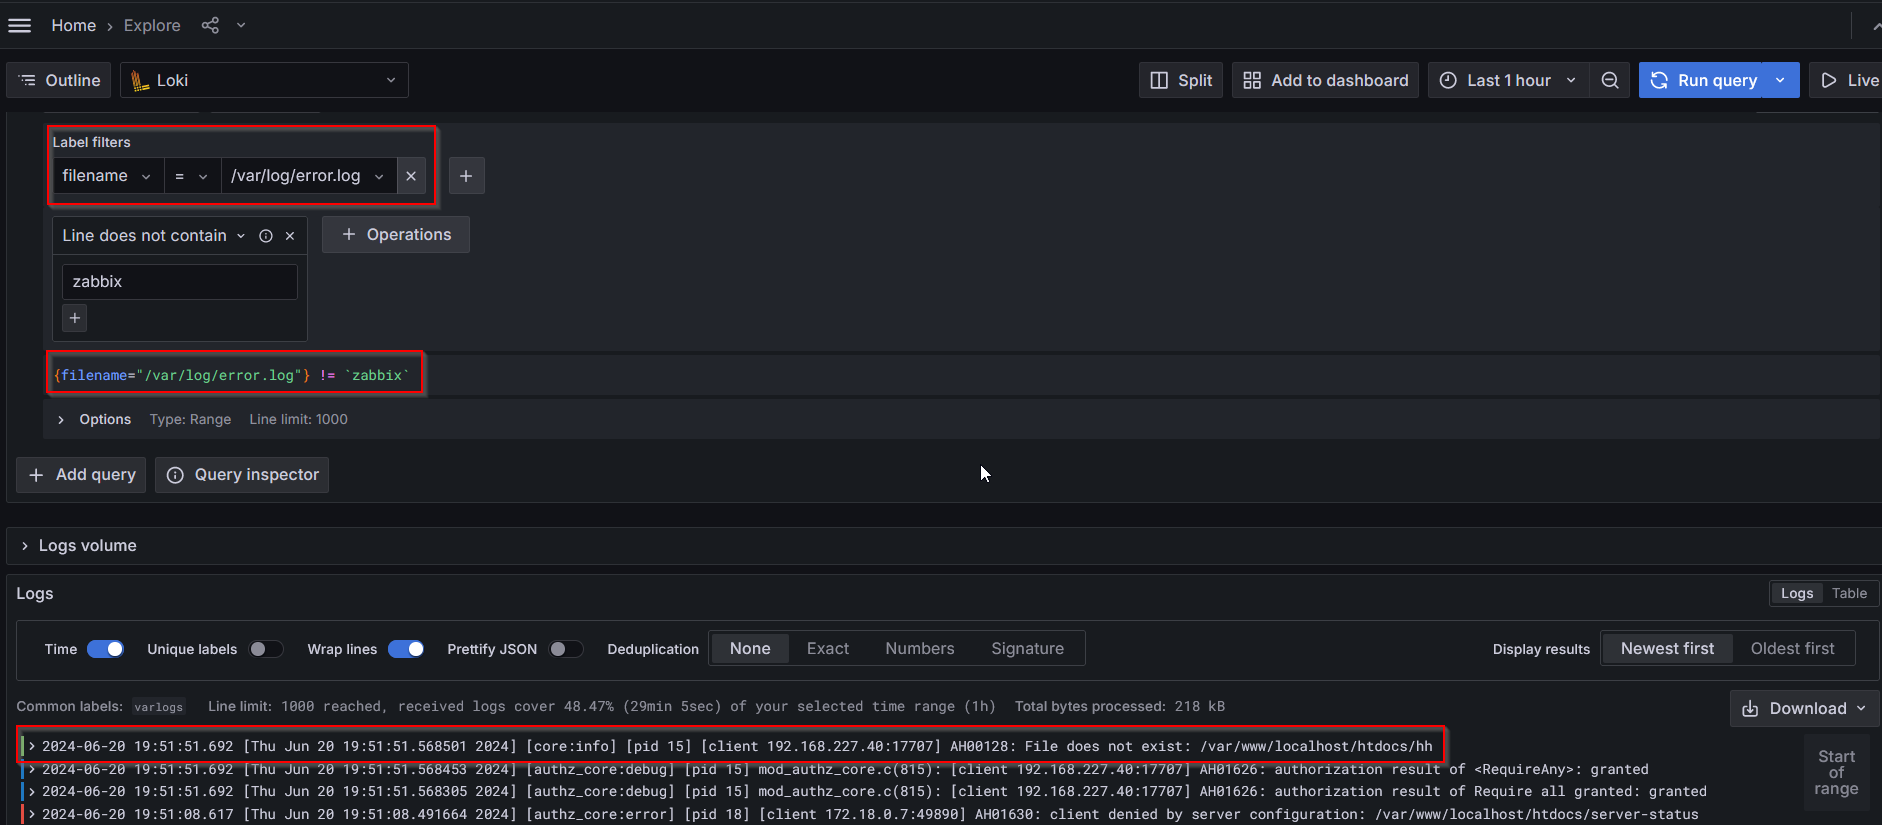 Home › Explore
Outline
Loki
Split
Add to dashboard
Last 1 hour
Run query
Live
Label filters
filename
=
/var/log/error.log
Line does not contain
Operations
zabbix
{filename="/var/log/error.log"} != `zabbix`
Options Type: Range Line limit: 1000
Add query
Query inspector
Logs volume
Logs
Logs Table
Time Unique labels Wrap lines Prettify JSON Deduplication None Exact Numbers Signature Display results Newest first Oldest first
Common labels: varlogs Line limit: 1000 reached, received logs cover 48.47% (29min 5sec) of your selected time range (1h) Total bytes processed: 218 kB
Download
2024-06-20 19:51:51.692 [Thu Jun 20 19:51:51.568501 2024] [core:info] [pid 15] [client 192.168.227.40:17707] AH00128: File does not exist: /var/www/localhost/htdocs/hh
2024-06-20 19:51:51.692 [Thu Jun 20 19:51:51.568453 2024] [authz_core:debug] [pid 15] mod_authz_core.c(815): [client 192.168.227.40:17707] AH01626: authorization result of <RequireAny>: granted
2024-06-20 19:51:51.692 [Thu Jun 20 19:51:51.568305 2024] [authz_core:debug] [pid 15] mod_authz_core.c(815): [client 192.168.227.40:17707] AH01626: authorization result of Require all granted: granted
2024-06-20 19:51:08.617 [Thu Jun 20 19:51:08.491664 2024] [authz_core:error] [pid 18] [client 172.18.0.7:49890] AH01630: client denied by server configuration: /var/www/localhost/htdocs/server-status
Start
of
range